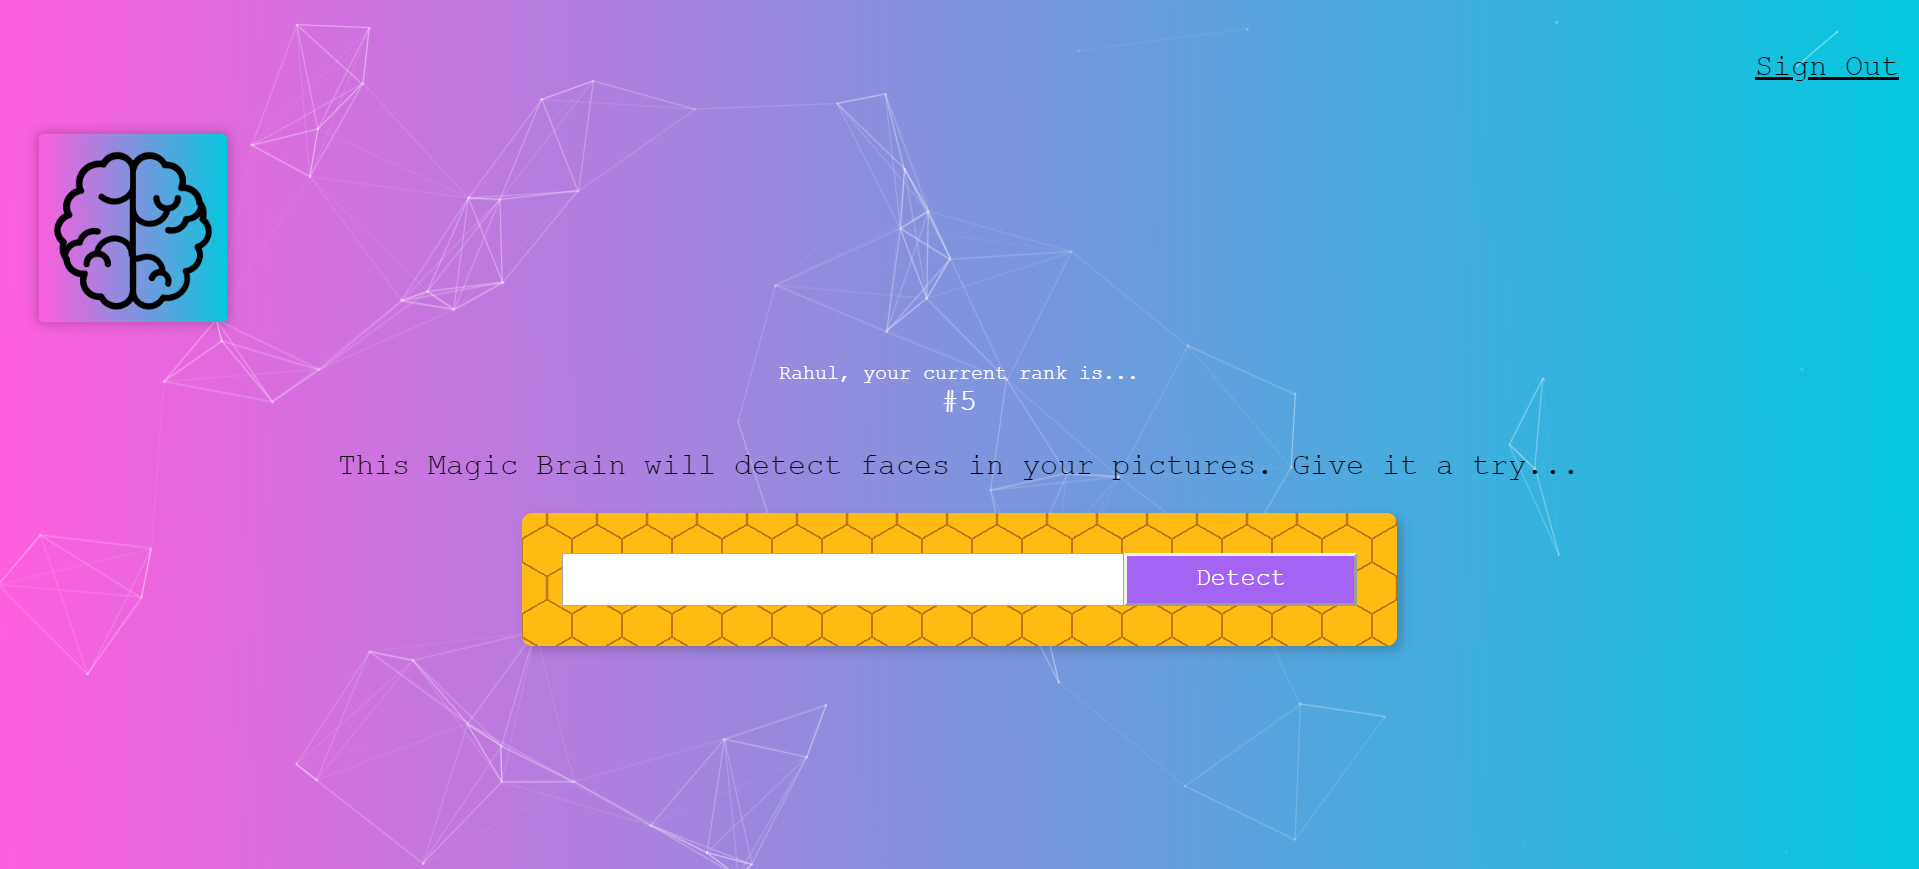 Sign Out
Rahul, your current rank is...
#5
This Magic Brain will detect faces in your pictures. Give it a try...
Detect